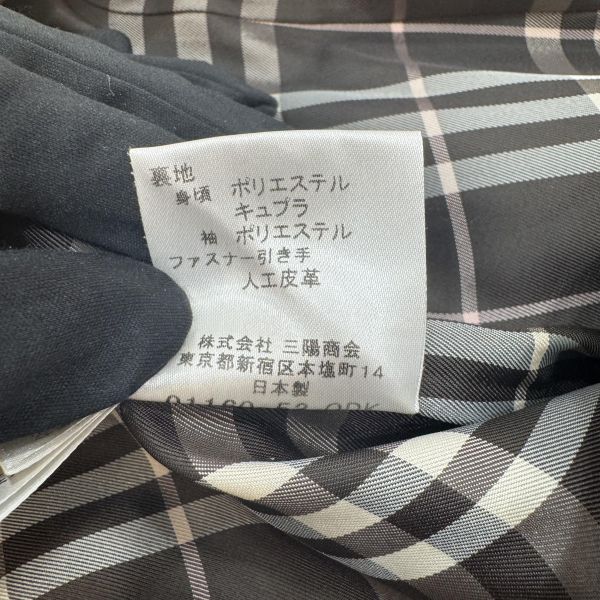 裏地
身頃 ポリエステル
キュプラ
袖 ポリエステル
ファスナー引き手
人工皮革
株式会社 三陽商会
東京都新宿区本塩町14
日本製